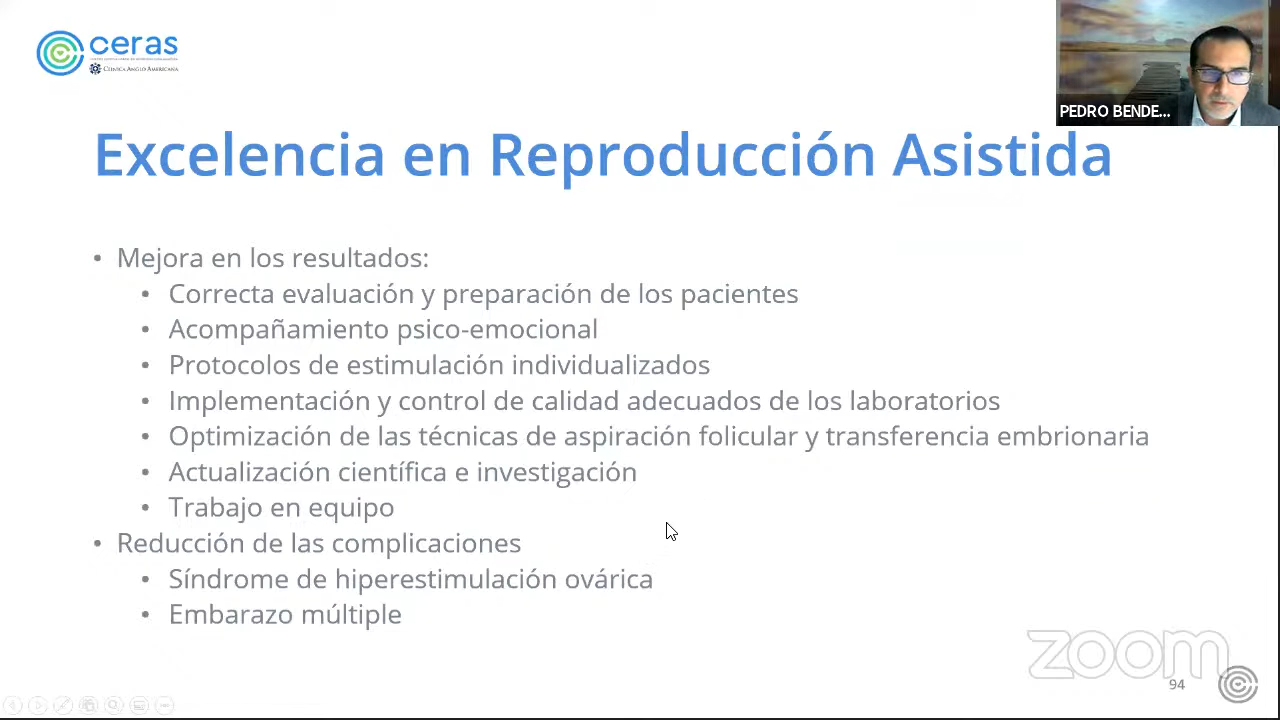 ceras
CLÍNICA ANGLO AMERICANA
PEDRO BENDE...
Excelencia en Reproducción Asistida
• Mejora en los resultados:
• Correcta evaluación y preparación de los pacientes
• Acompañamiento psico-emocional
• Protocolos de estimulación individualizados
• Implementación y control de calidad adecuados de los laboratorios
• Optimización de las técnicas de aspiración folicular y transferencia embrionaria
• Actualización científica e investigación
• Trabajo en equipo
• Reducción de las complicaciones
• Síndrome de hiperestimulación ovárica
• Embarazo múltiple
zoom
94